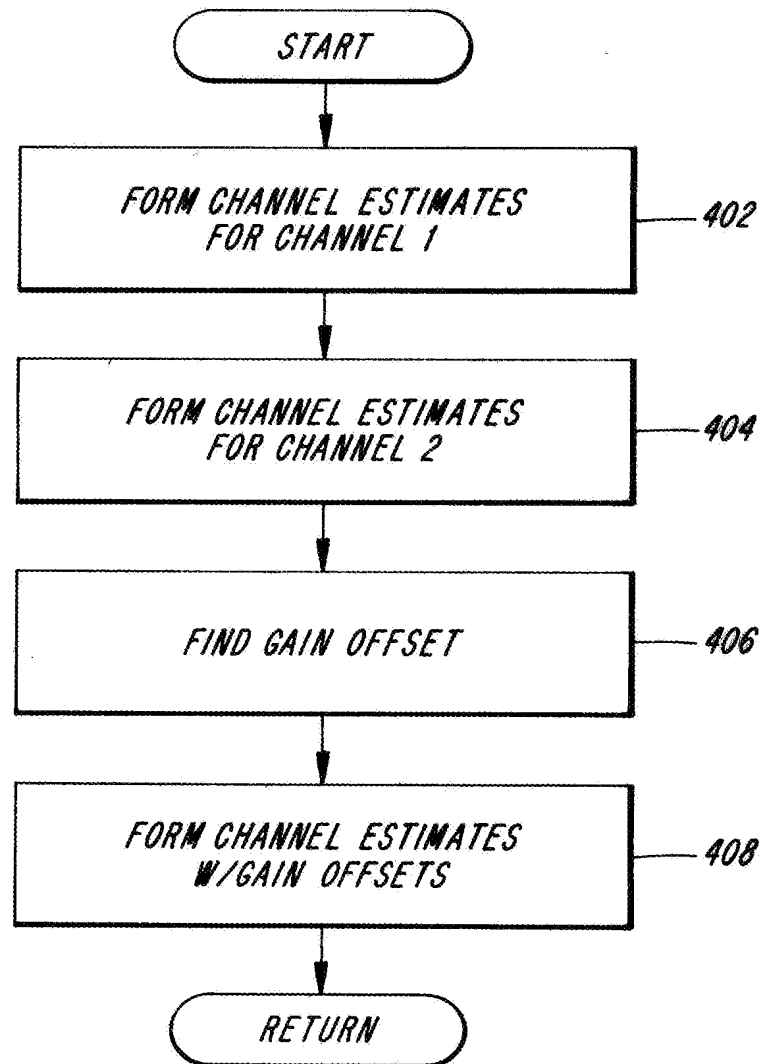 START
FORM CHANNEL ESTIMATES
FOR CHANNEL 1
402
FORM CHANNEL ESTIMATES
FOR CHANNEL 2
404
FIND GAIN OFFSET
406
FORM CHANNEL ESTIMATES
W/GAIN OFFSETS
408
RETURN